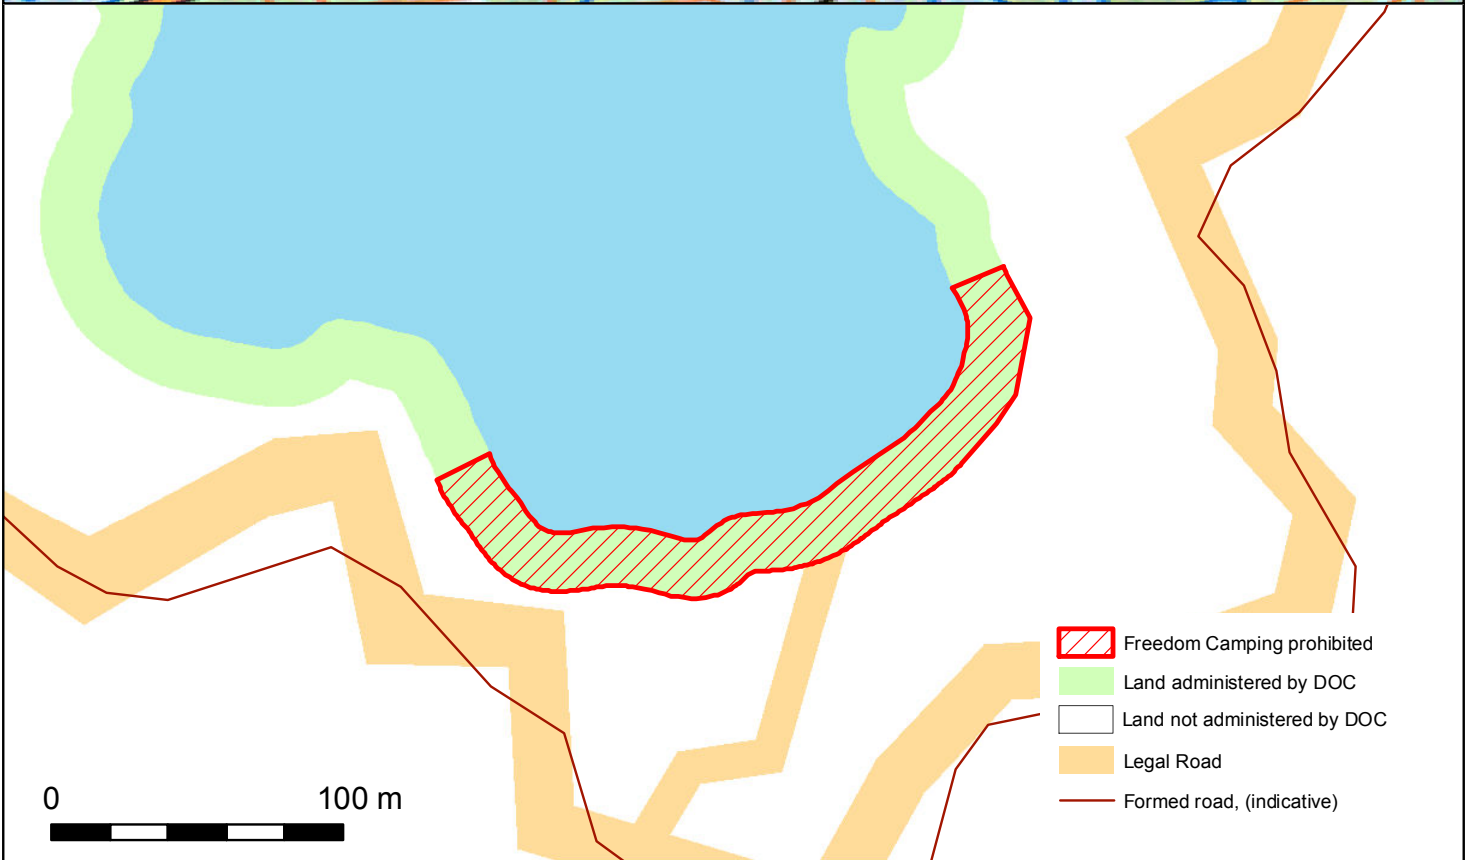 Freedom Camping prohibited
Land administered by DOC
Land not administered by DOC
Legal Road
Formed road, (indicative)
0 100 m